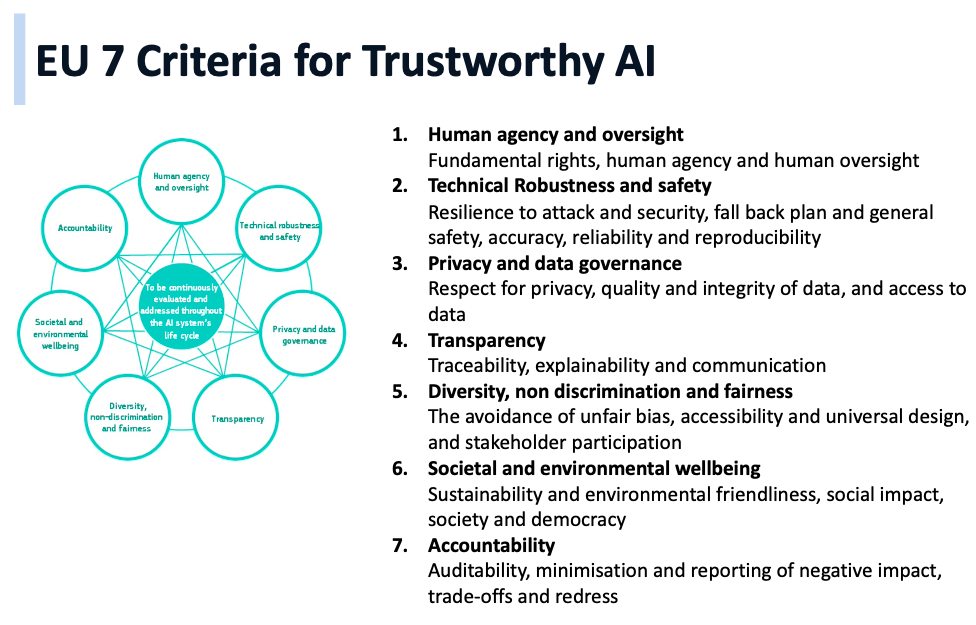 EU 7 Criteria for Trustworthy AI
Human agency
and oversight
Technical robustness
and safety
Privacy and data
governance
Transparency
Diversity,
non-discrimination
and fairness
Societal and
environmental
wellbeing
Accountability
To be continuously
evaluated and
addressed throughout
the AI system's
life cycle
1. Human agency and oversight
Fundamental rights, human agency and human oversight
2. Technical Robustness and safety
Resilience to attack and security, fall back plan and general
safety, accuracy, reliability and reproducibility
3. Privacy and data governance
Respect for privacy, quality and integrity of data, and access to
data
4. Transparency
Traceability, explainability and communication
5. Diversity, non discrimination and fairness
The avoidance of unfair bias, accessibility and universal design,
and stakeholder participation
6. Societal and environmental wellbeing
Sustainability and environmental friendliness, social impact,
society and democracy
7. Accountability
Auditability, minimisation and reporting of negative impact,
trade-offs and redress